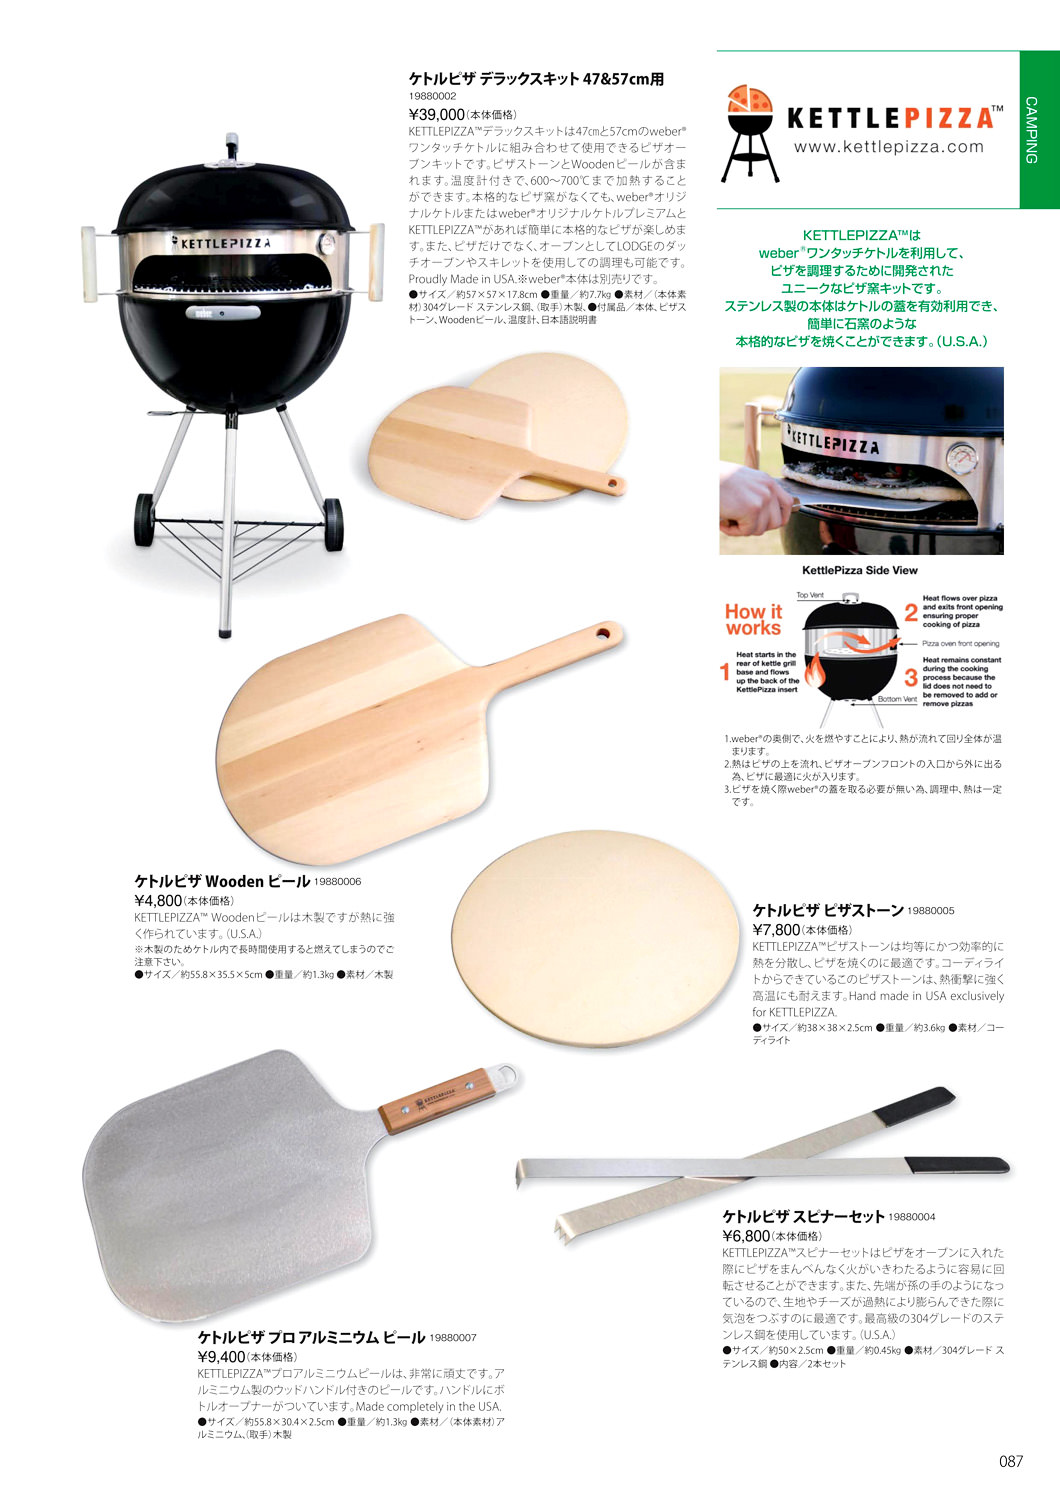 ケトルピザ デラックスキット 47&57cm用
19880002
¥39,000（本体価格）
KETTLEPIZZA™デラックスキットは47㎝と57cmのweber®
ワンタッチケトルに組み合わせて使用できるピザオー
ブンキットです。ピザストーンとWoodenピールが含ま
れます。温度計付きで、600〜700℃まで加熱すること
ができます。本格的なピザ窯がなくても、weber®オリジ
ナルケトルまたはweber®オリジナルケトルプレミアムと
KETTLEPIZZA™があれば簡単に本格的なピザが楽しめま
す。また、ピザだけでなく、オーブンとしてLODGEのダッ
チオーブンやスキレットを使用しての調理も可能です。
Proudly Made in USA.※weber®本体は別売りです。
●サイズ／約57×57×17.8cm ●重量／約7.7kg ●素材／（本体素
材）304グレード ステンレス鋼、（取手）木製、●付属品／本体、ピザス
トーン、Woodenピール、温度計、日本語説明書
KETTLEPIZZA
weber
KETTLEPIZZA™
www.kettlepizza.com
CAMPING
KETTLEPIZZA™は
weber®ワンタッチケトルを利用して、
ピザを調理するために開発された
ユニークなピザ窯キットです。
ステンレス製の本体はケトルの蓋を有効利用でき、
簡単に石窯のような
本格的なピザを焼くことができます。（U.S.A.）
KETTLEPIZZA
KettlePizza Side View
How it
works
Top Vent
1
Heat starts in the
rear of kettle grill
base and flows
up the back of the
KettlePizza insert
2
Heat flows over pizza
and exits front opening
ensuring proper
cooking of pizza
Pizza oven front opening
3
Heat remains constant
during the cooking
process because the
lid does not need to
be removed to add or
remove pizzas
Bottom Vent
1.weber®の奥側で、火を燃やすことにより、熱が流れて回り全体が温
まります。
2.熱はピザの上を流れ、ピザオーブンフロントの入口から外に出る
為、ピザに最適に火が入ります。
3.ピザを焼く際weber®の蓋を取る必要が無い為、調理中、熱は一定
です。
ケトルピザ Wooden ピール 19880006
¥4,800（本体価格）
KETTLEPIZZA™ Woodenピールは木製ですが熱に強
く作られています。（U.S.A.）
※木製のためケトル内で長時間使用すると燃えてしまうのでご
注意下さい。
●サイズ／約55.8×35.5×5cm ●重量／約1.3kg ●素材／木製
ケトルピザ ピザストーン 19880005
¥7,800（本体価格）
KETTLEPIZZA™ピザストーンは均等にかつ効率的に
熱を分散し、ピザを焼くのに最適です。コーディライ
トからできているこのピザストーンは、熱衝撃に強く
高温にも耐えます。Hand made in USA exclusively
for KETTLEPIZZA.
●サイズ／約38×38×2.5cm ●重量／約3.6kg ●素材／コー
ディライト
KETTLEPIZZA
ケトルピザ スピナーセット 19880004
¥6,800（本体価格）
KETTLEPIZZA™スピナーセットはピザをオーブンに入れた
際にピザをまんべんなく火がいきわたるように容易に回
転させることができます。また、先端が孫の手のようになっ
ているので、生地やチーズが過熱により膨らんできた際に
気泡をつぶすのに最適です。最高級の304グレードのステ
ンレス鋼を使用しています。（U.S.A.）
●サイズ／約50×2.5cm ●重量／約0.45kg ●素材／304グレード ス
テンレス鋼 ●内容／2本セット
ケトルピザ プロ アルミニウム ピール 19880007
¥9,400（本体価格）
KETTLEPIZZA™プロアルミニウムピールは、非常に頑丈です。ア
ルミニウム製のウッドハンドル付きのピールです。ハンドルにボ
トルオープナーがついています。Made completely in the USA.
●サイズ／約55.8×30.4×2.5cm ●重量／約1.3kg ●素材／（本体素材）ア
ルミニウム、（取手）木製
087